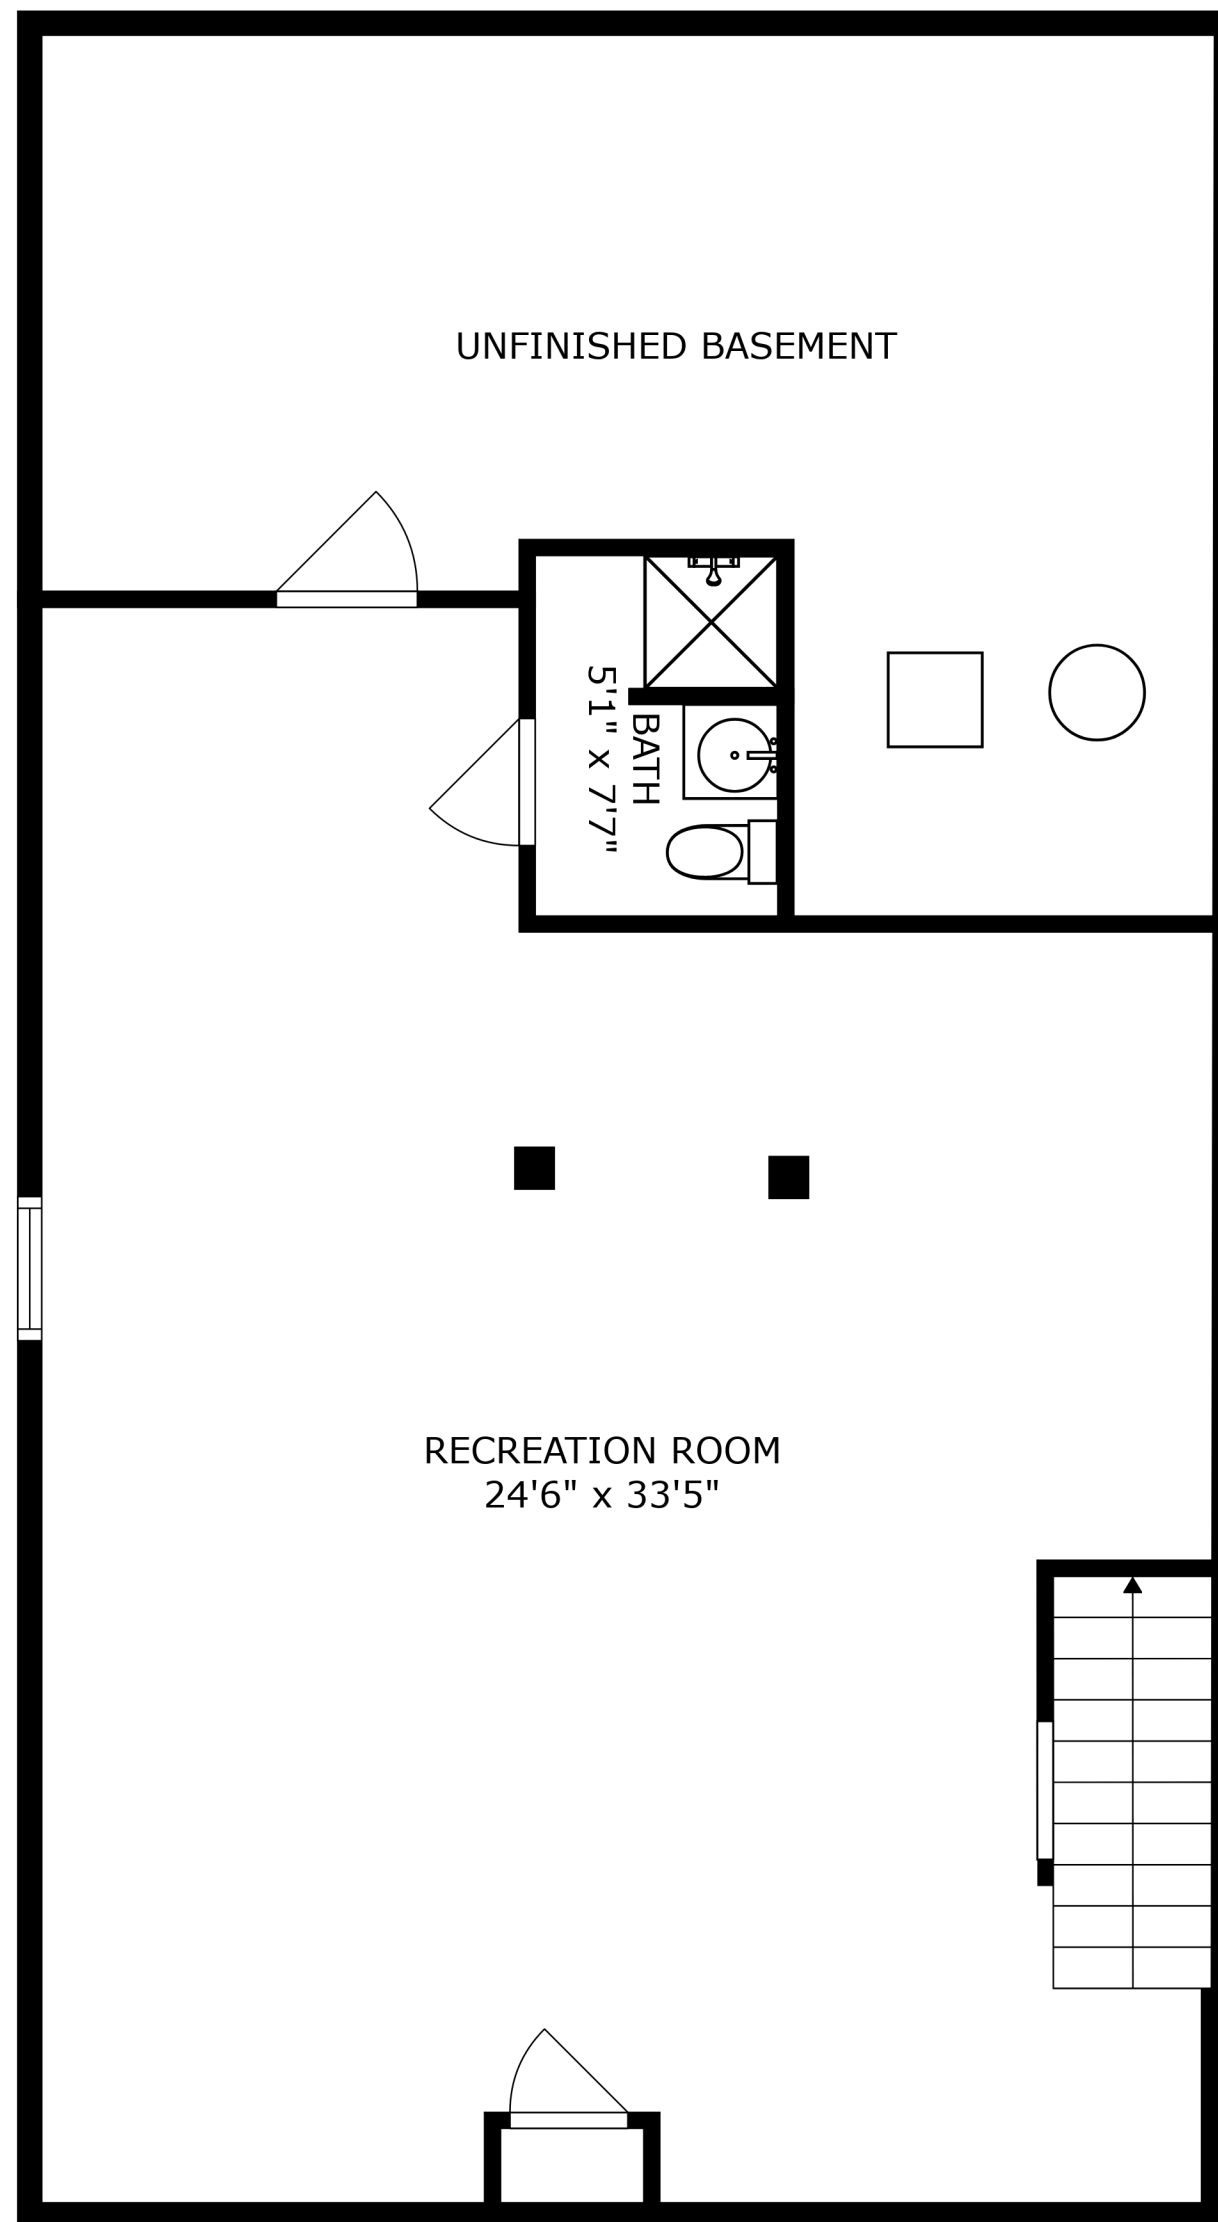 UNFINISHED BASEMENT
BATH
5'1" x 7'7"
RECREATION ROOM
24'6" x 33'5"